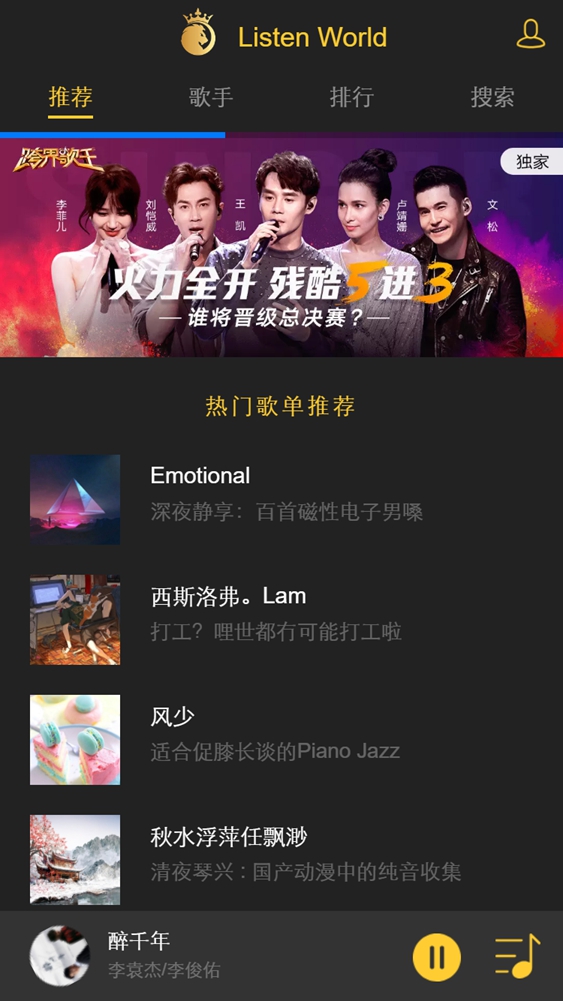 Listen World
推荐
歌手
排行
搜索
跨界歌王
独家
李菲儿
刘恺威
王凯
卢靖姗
文松
火力全开 残酷5进3
谁将晋级总决赛?
热门歌单推荐
Emotional
深夜静享：百首磁性电子男嗓
西斯洛弗。Lam
打工？哩世都冇可能打工啦
风少
适合促膝长谈的Piano Jazz
秋水浮萍任飘渺
清夜琴兴 : 国产动漫中的纯音收集
醉千年
李袁杰/李俊佑